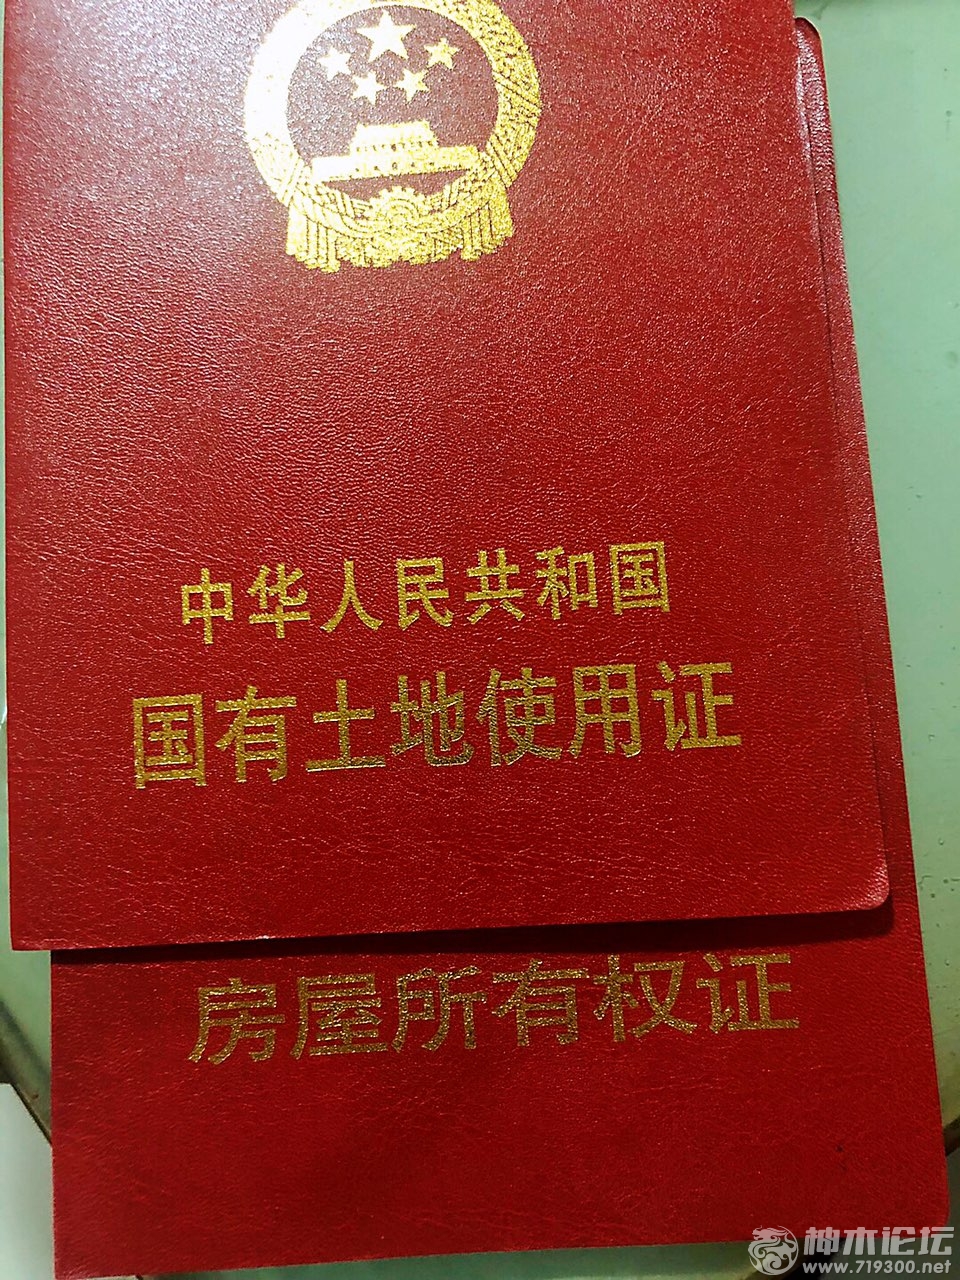 中华人民共和国
国有土地使用证
房屋所有权证
神木论坛
www.719300.net